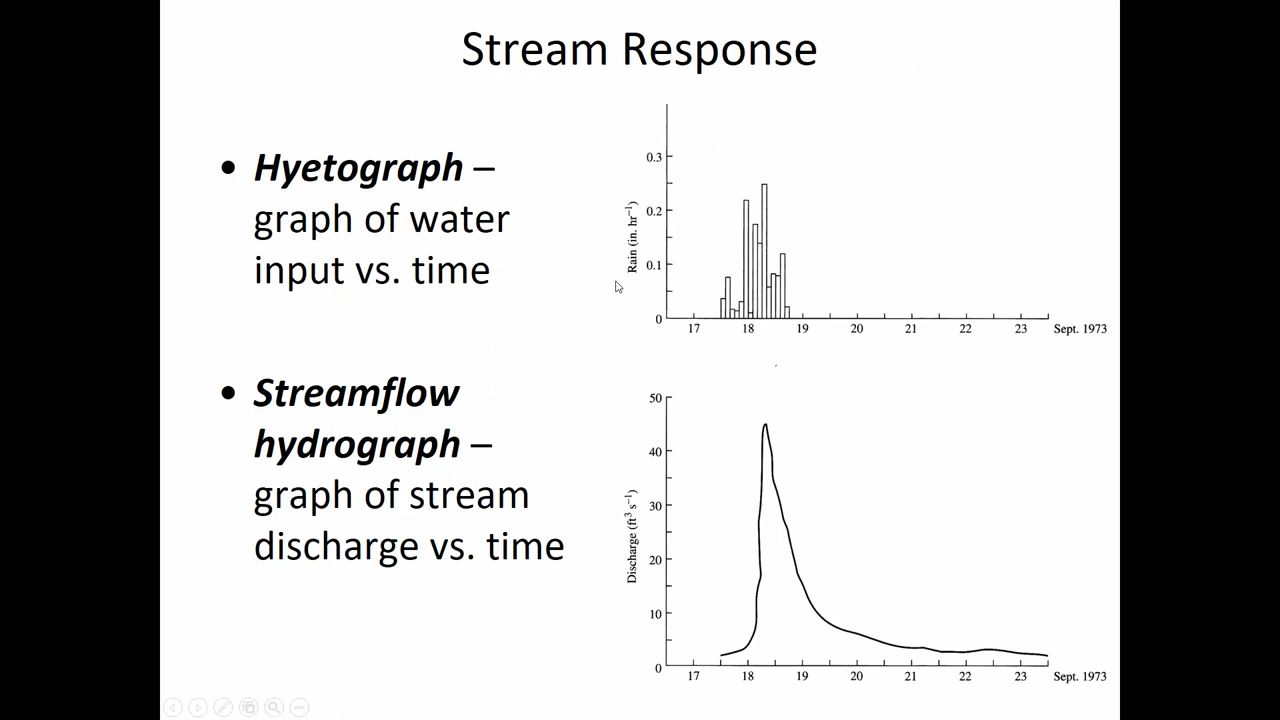 Stream Response
• Hyetograph –
graph of water
input vs. time
0.3
0.2
0.1
0
Rain (in. hr⁻¹)
17 18 19 20 21 22 23 Sept. 1973
• Streamflow
hydrograph –
graph of stream
discharge vs. time
50
40
30
20
10
0
Discharge (ft³ s⁻¹)
17 18 19 20 21 22 23 Sept. 1973